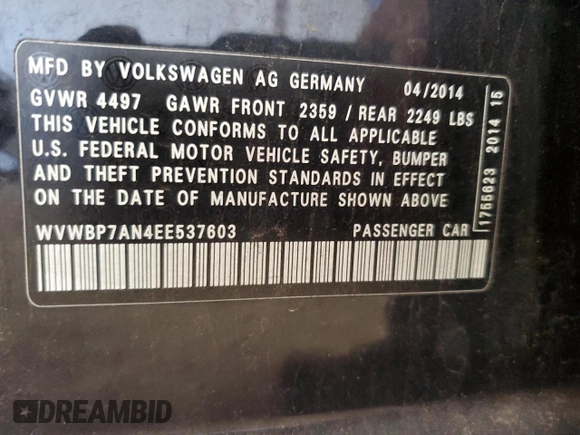 MFD BY VOLKSWAGEN AG GERMANY 04/2014
GVWR 4497 GAWR FRONT 2359 / REAR 2249 LBS
THIS VEHICLE CONFORMS TO ALL APPLICABLE
U.S. FEDERAL MOTOR VEHICLE SAFETY, BUMPER
AND THEFT PREVENTION STANDARDS IN EFFECT
ON THE DATE OF MANUFACTURE SHOWN ABOVE
WVWBP7AN4EE537603 PASSENGER CAR
1755623 2014 15
DREAMBID